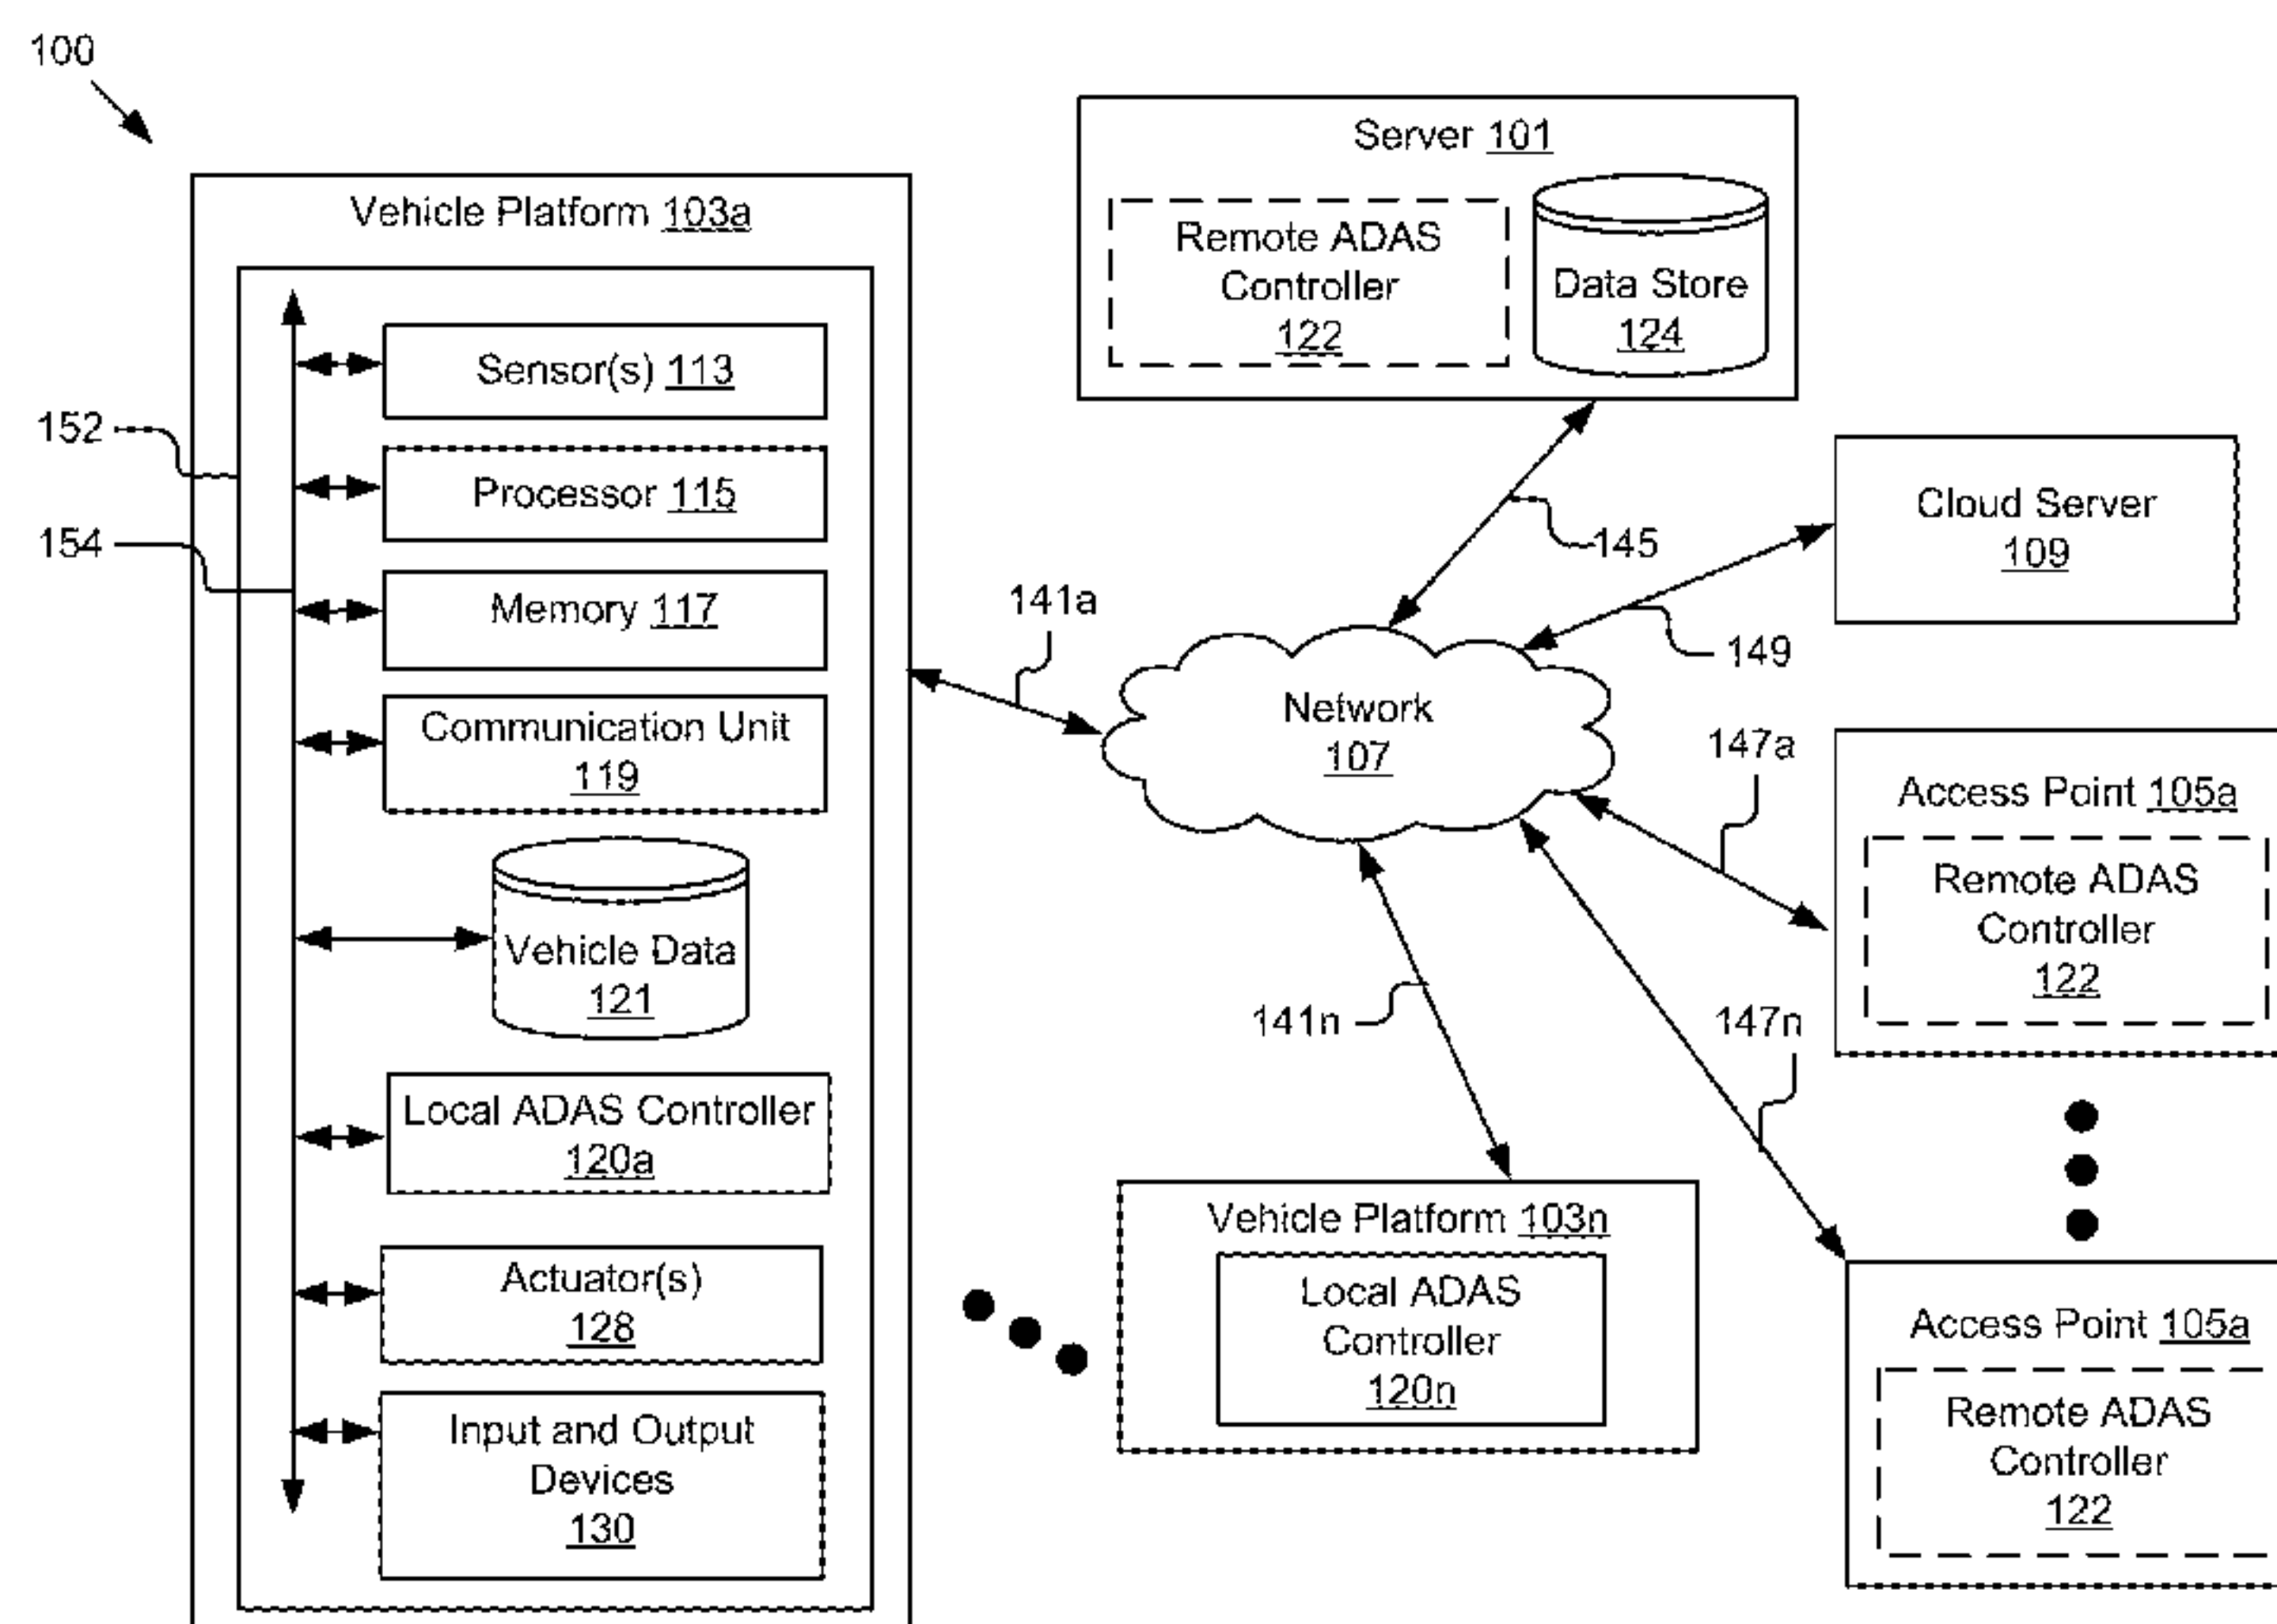 100
Vehicle Platform 103a
Sensor(s) 113
152
Processor 115
154
Memory 117
Communication Unit
119
Vehicle Data
121
Local ADAS Controller
120a
Actuator(s)
128
Input and Output
Devices
130
Server 101
Remote ADAS
Controller
122
Data Store
124
145
Cloud Server
109
149
141a
Network
107
147a
Access Point 105a
Remote ADAS
Controller
122
141n
147n
Vehicle Platform 103n
Local ADAS
Controller
120n
Access Point 105a
Remote ADAS
Controller
122